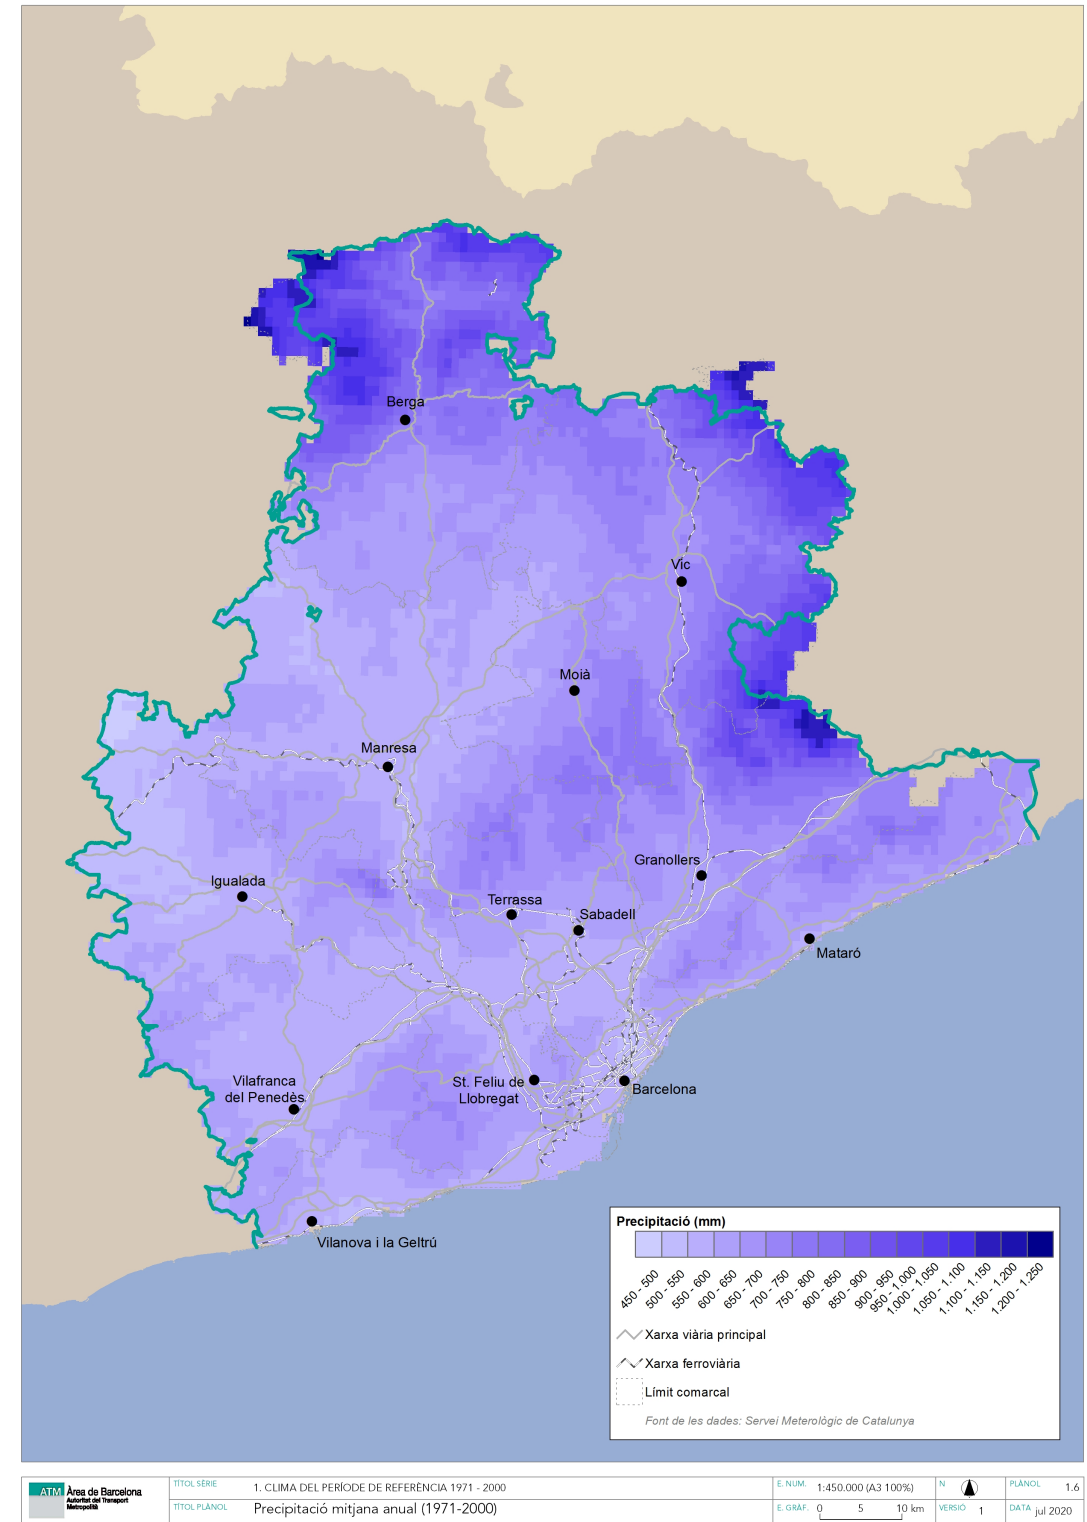 Berga
Vic
Moià
Manresa
Granollers
Igualada
Terrassa
Sabadell
Mataró
Vilafranca
del Penedès
St. Feliu de
Llobregat
Barcelona
Vilanova i la Geltrú
Precipitació (mm)
450 - 500
500 - 550
550 - 600
600 - 650
650 - 700
700 - 750
750 - 800
800 - 850
850 - 900
900 - 950
950 - 1.000
1.000 - 1.050
1.050 - 1.100
1.100 - 1.150
1.150 - 1.200
1.200 - 1.250
Xarxa viària principal
Xarxa ferroviària
Límit comarcal
Font de les dades: Servei Meterològic de Catalunya
ATM Àrea de Barcelona
Autoritat del Transport
Metropolità
TÍTOL SÈRIE 1. CLIMA DEL PERÍODE DE REFERÈNCIA 1971 - 2000
TÍTOL PLÀNOL Precipitació mitjana anual (1971-2000)
E. NUM. 1:450.000 (A3 100%)
E. GRÀF. 0 5 10 km
N
VERSIÓ 1
PLÀNOL 1.6
DATA jul 2020